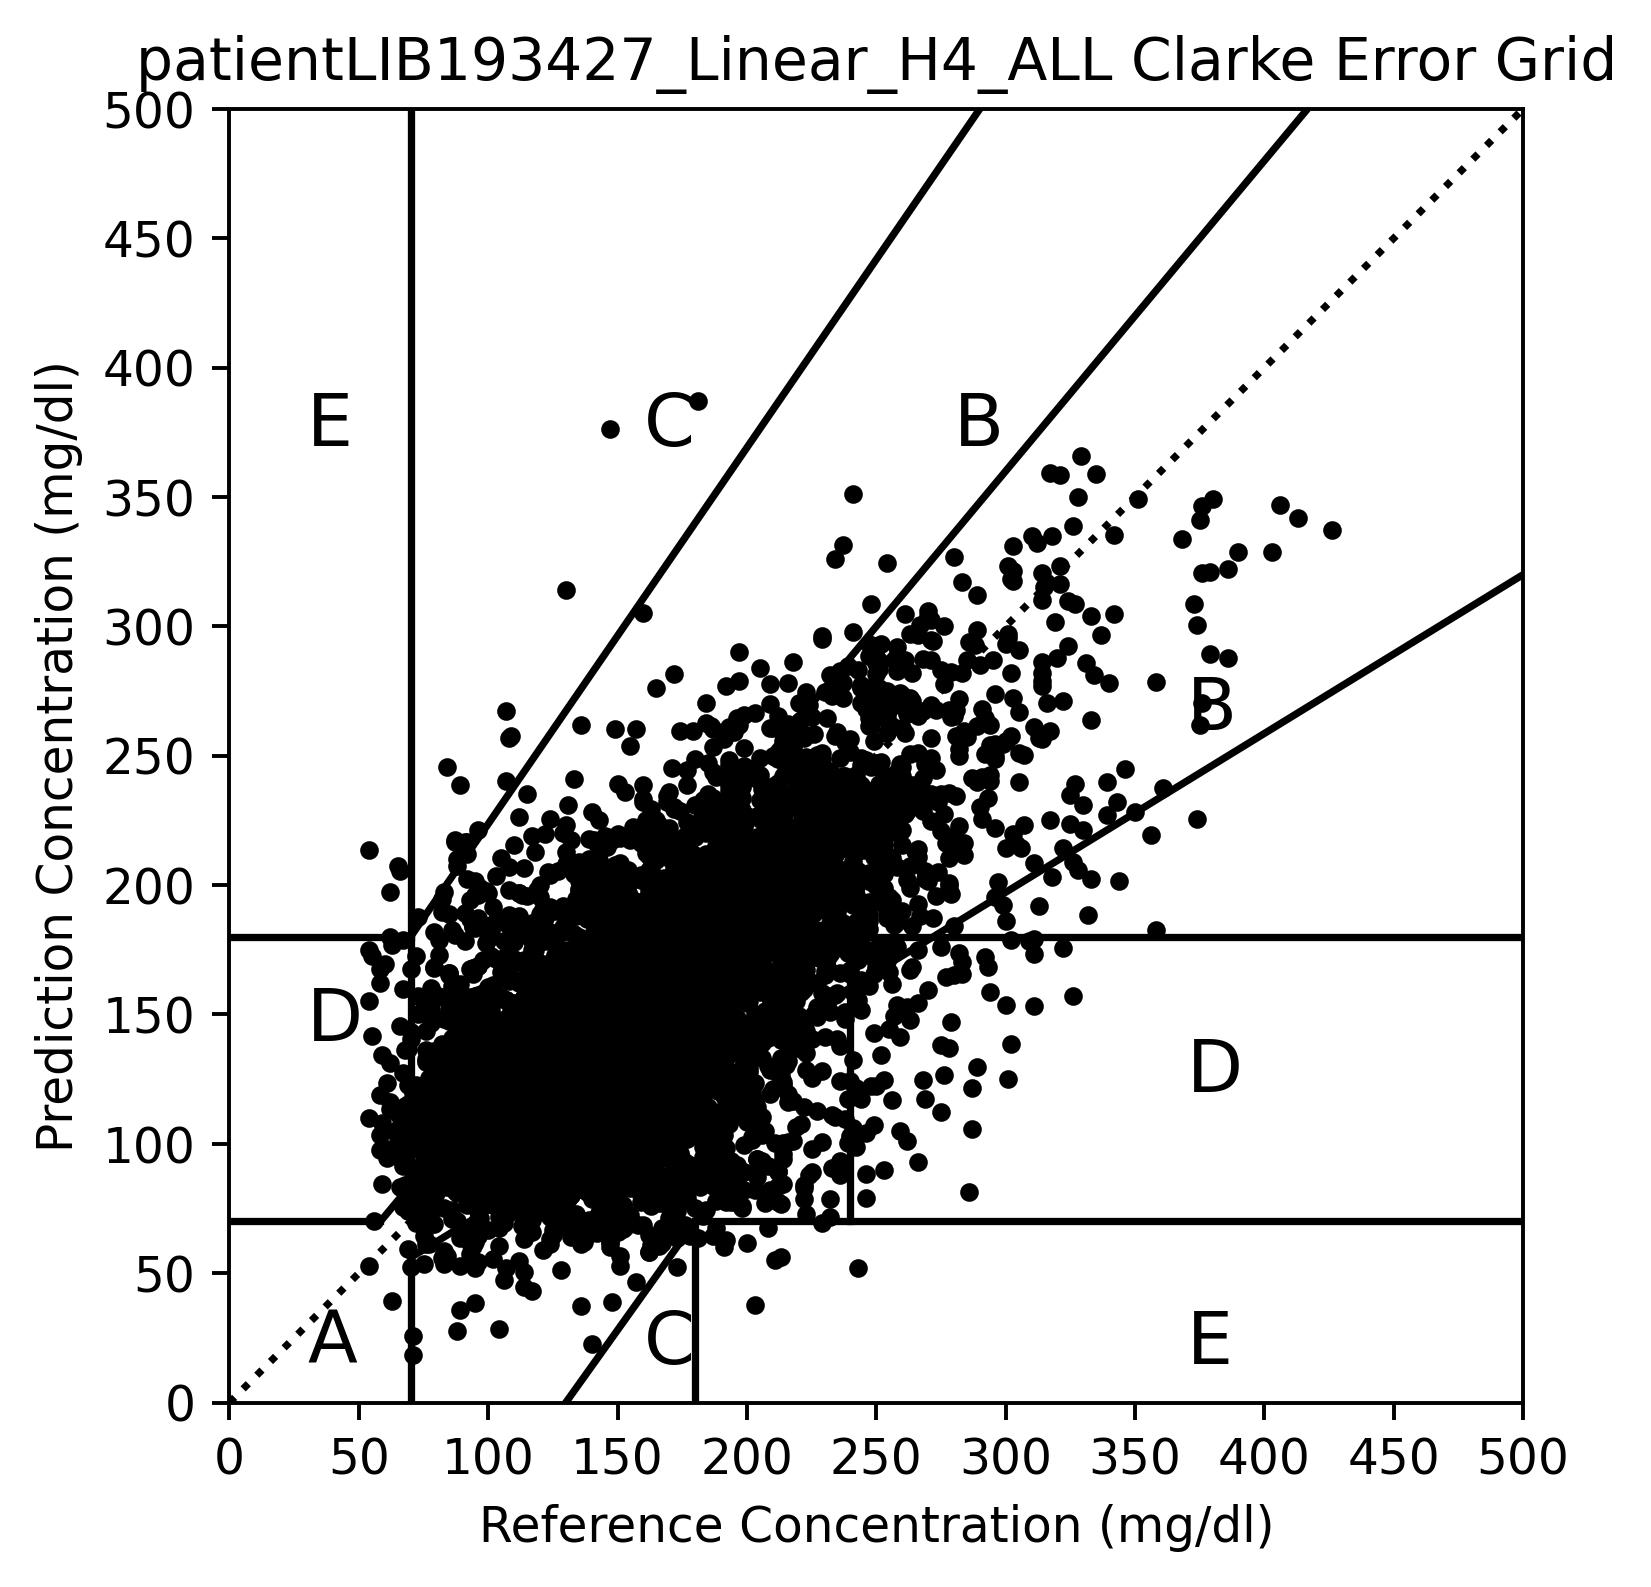 patientLIB193427_Linear_H4_ALL Clarke Error Grid
500
450
400
350
300
250
200
150
100
50
0
Prediction Concentration (mg/dl)
E
C
B
B
D
D
A
C
E
0 50 100 150 200 250 300 350 400 450 500
Reference Concentration (mg/dl)